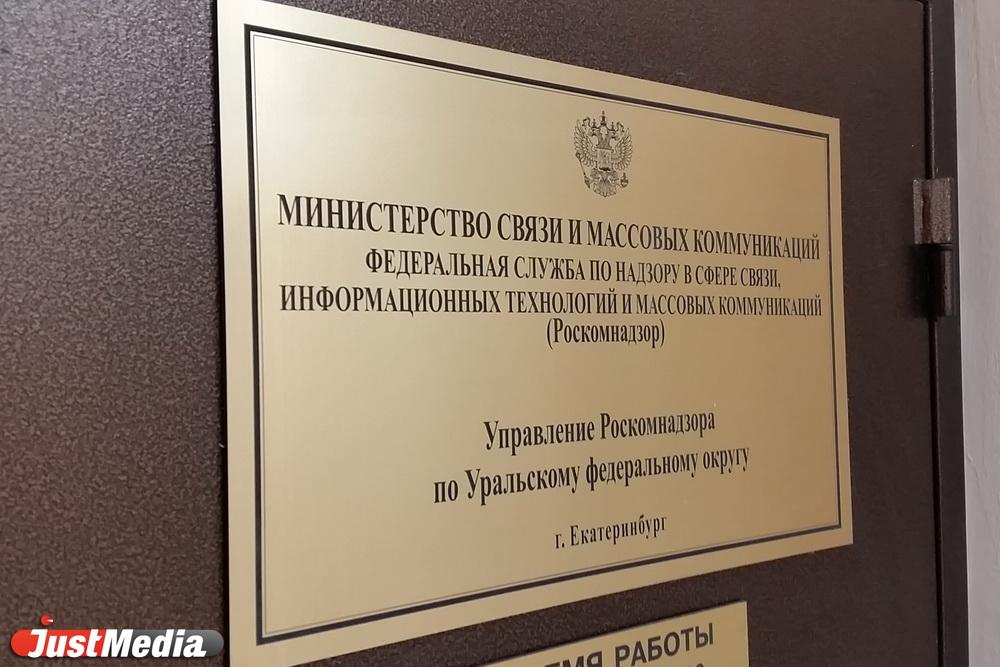 МИНИСТЕРСТВО СВЯЗИ И МАССОВЫХ КОММУНИКАЦИЙ
ФЕДЕРАЛЬНАЯ СЛУЖБА ПО НАДЗОРУ В СФЕРЕ СВЯЗИ,
ИНФОРМАЦИОННЫХ ТЕХНОЛОГИЙ И МАССОВЫХ КОММУНИКАЦИЙ
(Роскомнадзор)
Управление Роскомнадзора
по Уральскому федеральному округу
г. Екатеринбург
РАБОТЫ
JustMedia